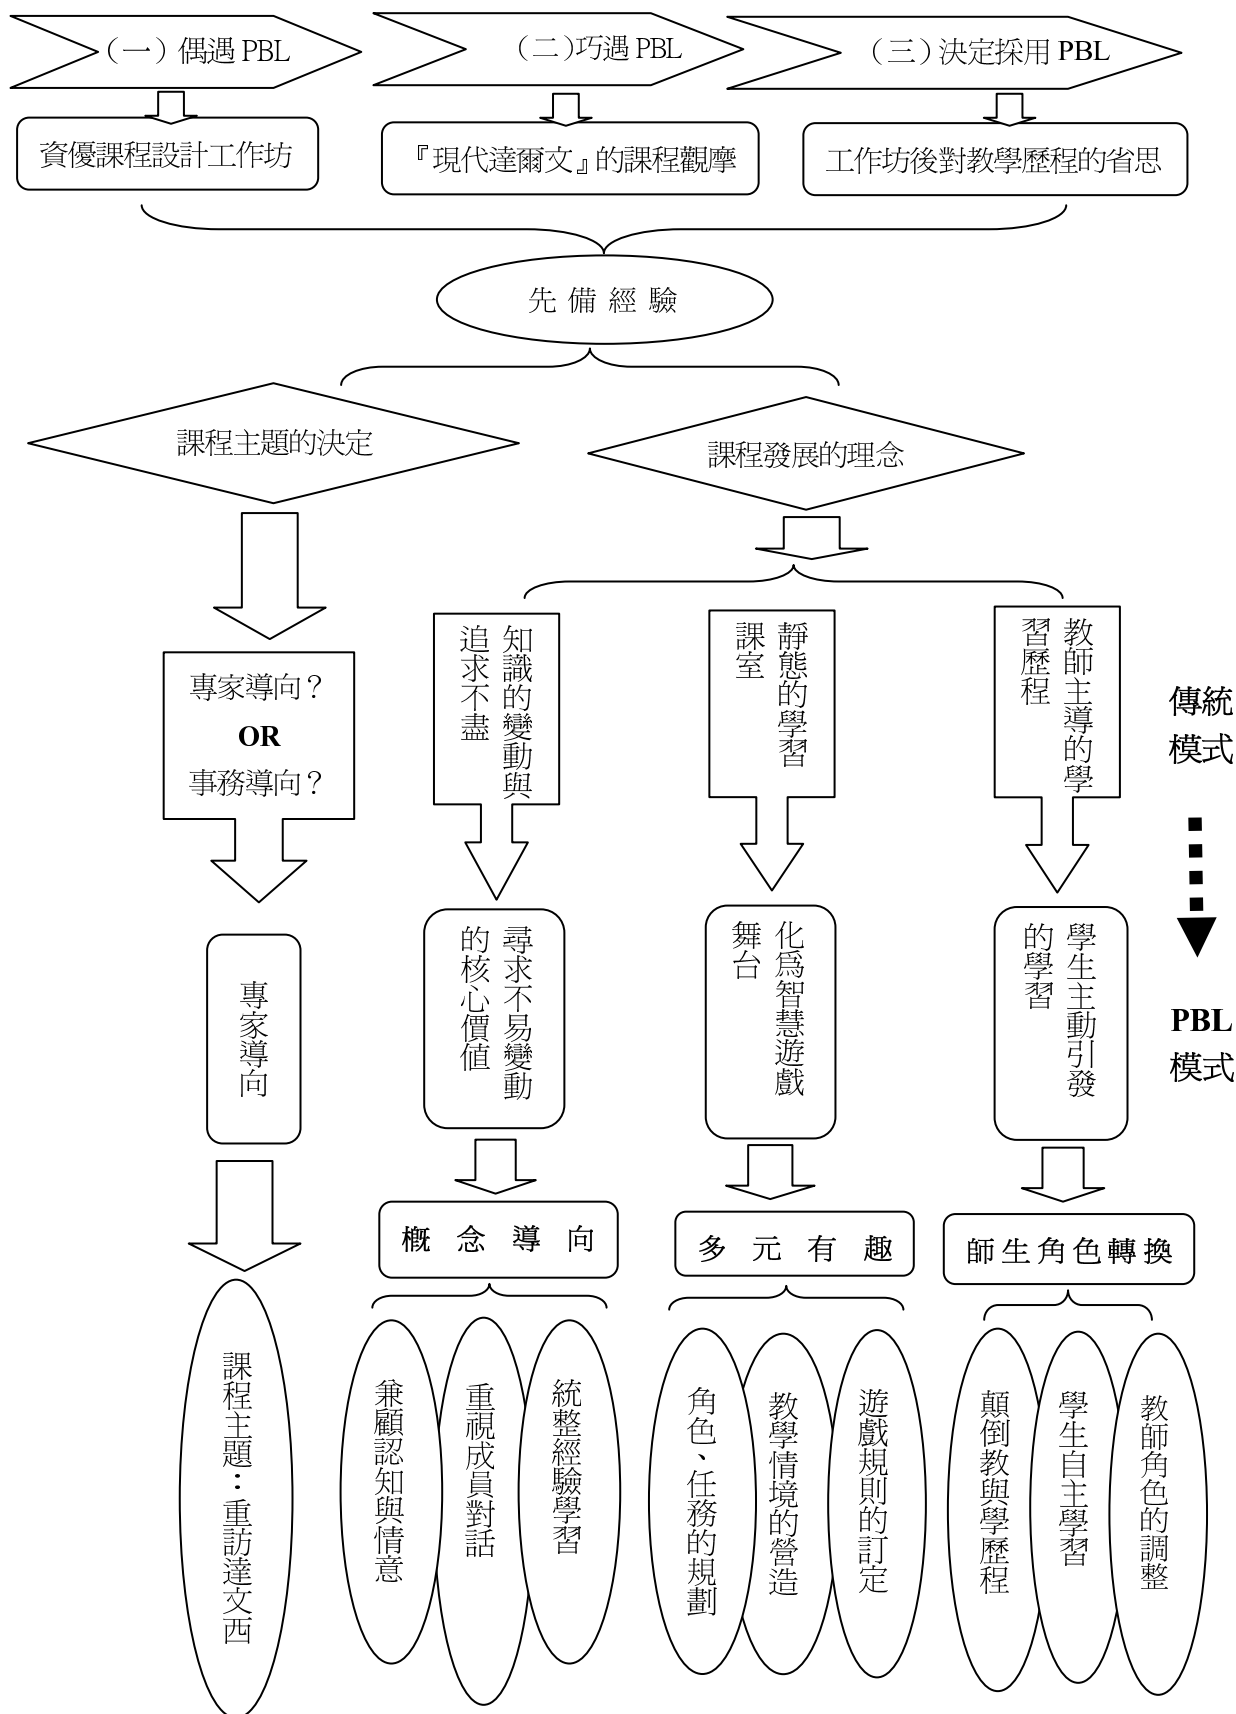 （一）偶遇 PBL
（二）巧遇 PBL
（三）決定採用 PBL
資優課程設計工作坊
『現代達爾文』的課程觀摩
工作坊後對教學歷程的省思
先備經驗
課程主題的決定
課程發展的理念
專家導向？
OR
事務導向？
知識的變動與
追求不盡
靜態的學習
課室
教師主導的學
習歷程
傳統
模式
專家導向
尋求不易變動
的核心價值
化為智慧遊戲
舞台
學生主動引發
的學習
PBL
模式
概念導向
多元有趣
師生角色轉換
課程主題：重訪達文西
兼顧認知與情意
重視成員對話
統整經驗學習
角色、任務的規劃
教學情境的營造
遊戲規則的訂定
顛倒教與學歷程
學生自主學習
教師角色的調整